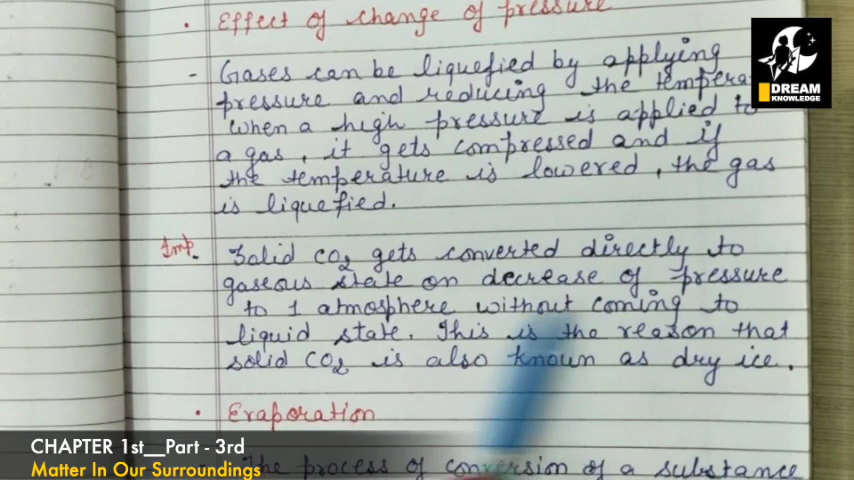 • Effect of change of pressure
- Gases can be liquefied by applying
pressure and reducing the tempera
when a high pressure is applied to
a gas, it gets compressed and if
the temperature is lowered, the gas
is liquefied.
Imp. Solid CO2 gets converted directly to
gaseous state on decrease of pressure
to 1 atmosphere without coming to
liquid state. This is the reason that
solid CO2 is also known as dry ice.
• Evaporation
The process of conversion of a substance
DREAM
KNOWLEDGE
CHAPTER 1st__Part - 3rd
Matter In Our Surroundings